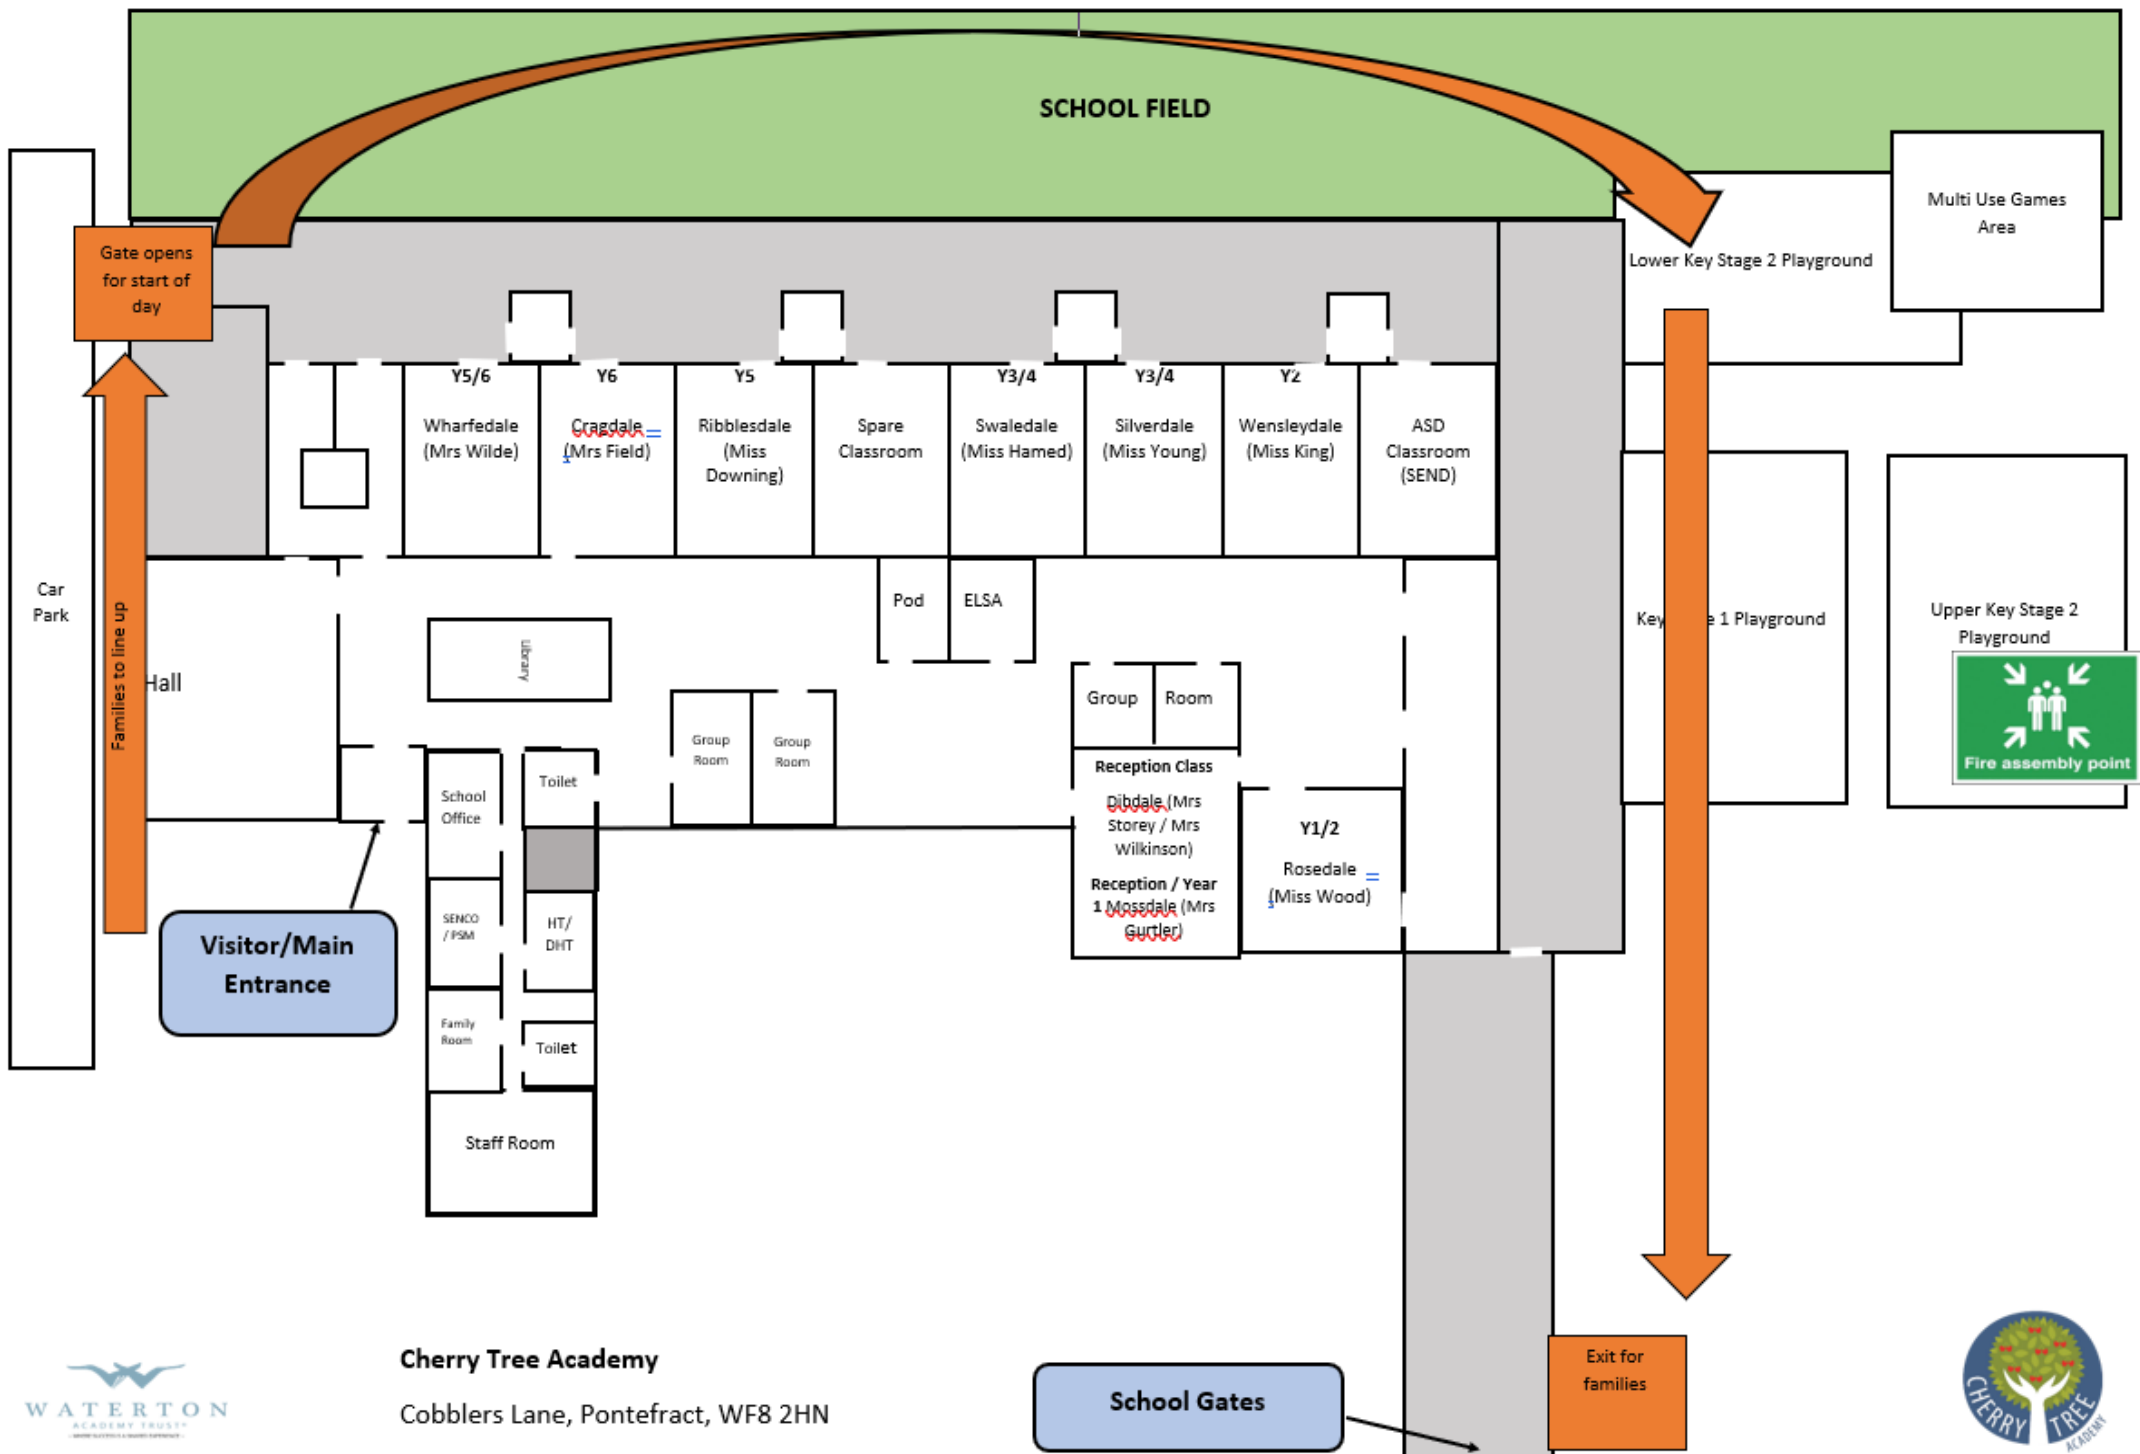 SCHOOL FIELD
Multi Use Games
Area
Gate opens
for start of
day
Lower Key Stage 2 Playground
Y5/6
Wharfedale
(Mrs Wilde)
Y6
Cragdale
(Mrs Field)
Y5
Ribblesdale
(Miss
Downing)
Spare
Classroom
Y3/4
Swaledale
(Miss Hamed)
Y3/4
Silverdale
(Miss Young)
Y2
Wensleydale
(Miss King)
ASD
Classroom
(SEND)
Car
Park
Families to line up
Hall
Library
Pod
ELSA
Key
e 1 Playground
Upper Key Stage 2
Playground
Fire assembly point
Group
Room
Group
Room
Group
Room
School
Office
Toilet
Reception Class
Dibdale (Mrs
Storey / Mrs
Wilkinson)
Reception / Year
1 Mossdale (Mrs
Gurtler)
Y1/2
Rosedale
(Miss Wood)
SENCO
/ PSM
HT/
DHT
Visitor/Main
Entrance
Family
Room
Toilet
Staff Room
Cherry Tree Academy
Cobblers Lane, Pontefract, WF8 2HN
School Gates
Exit for
families
WATERTON
ACADEMY TRUST
CHERRY TREE
ACADEMY